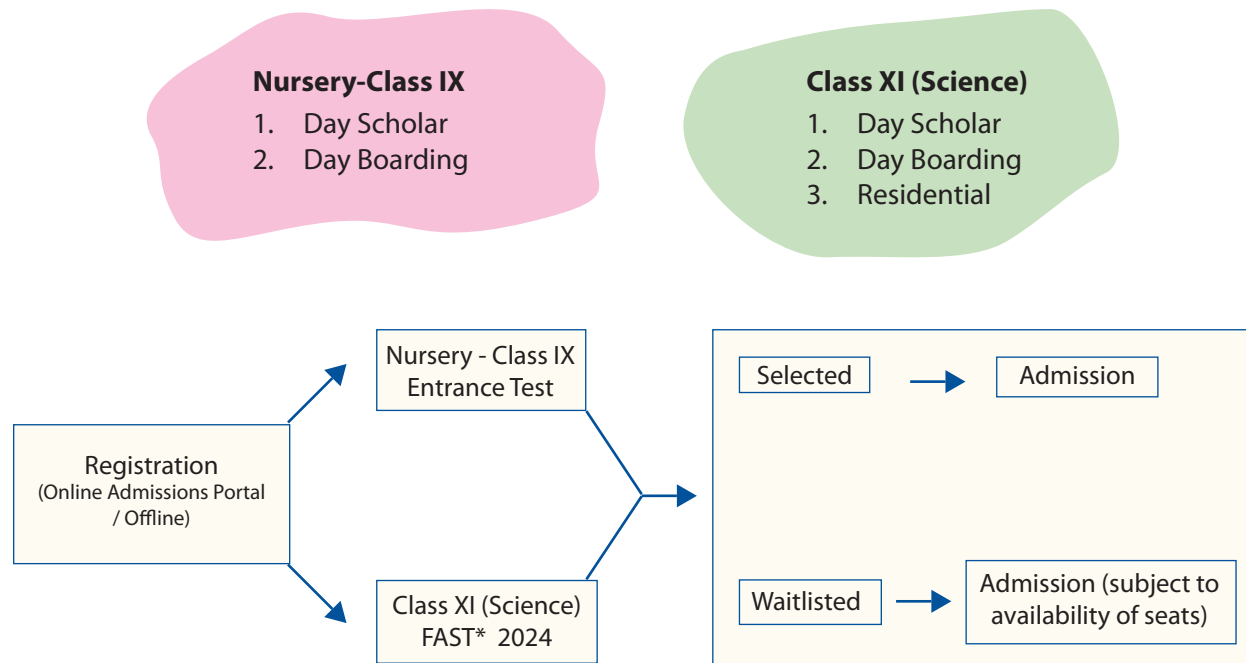 Nursery-Class IX
1. Day Scholar
2. Day Boarding
Class XI (Science)
1. Day Scholar
2. Day Boarding
3. Residential
Registration
(Online Admissions Portal
/ Offline)
Nursery - Class IX
Entrance Test
Class XI (Science)
FAST* 2024
Selected
Admission
Waitlisted
Admission (subject to
availability of seats)